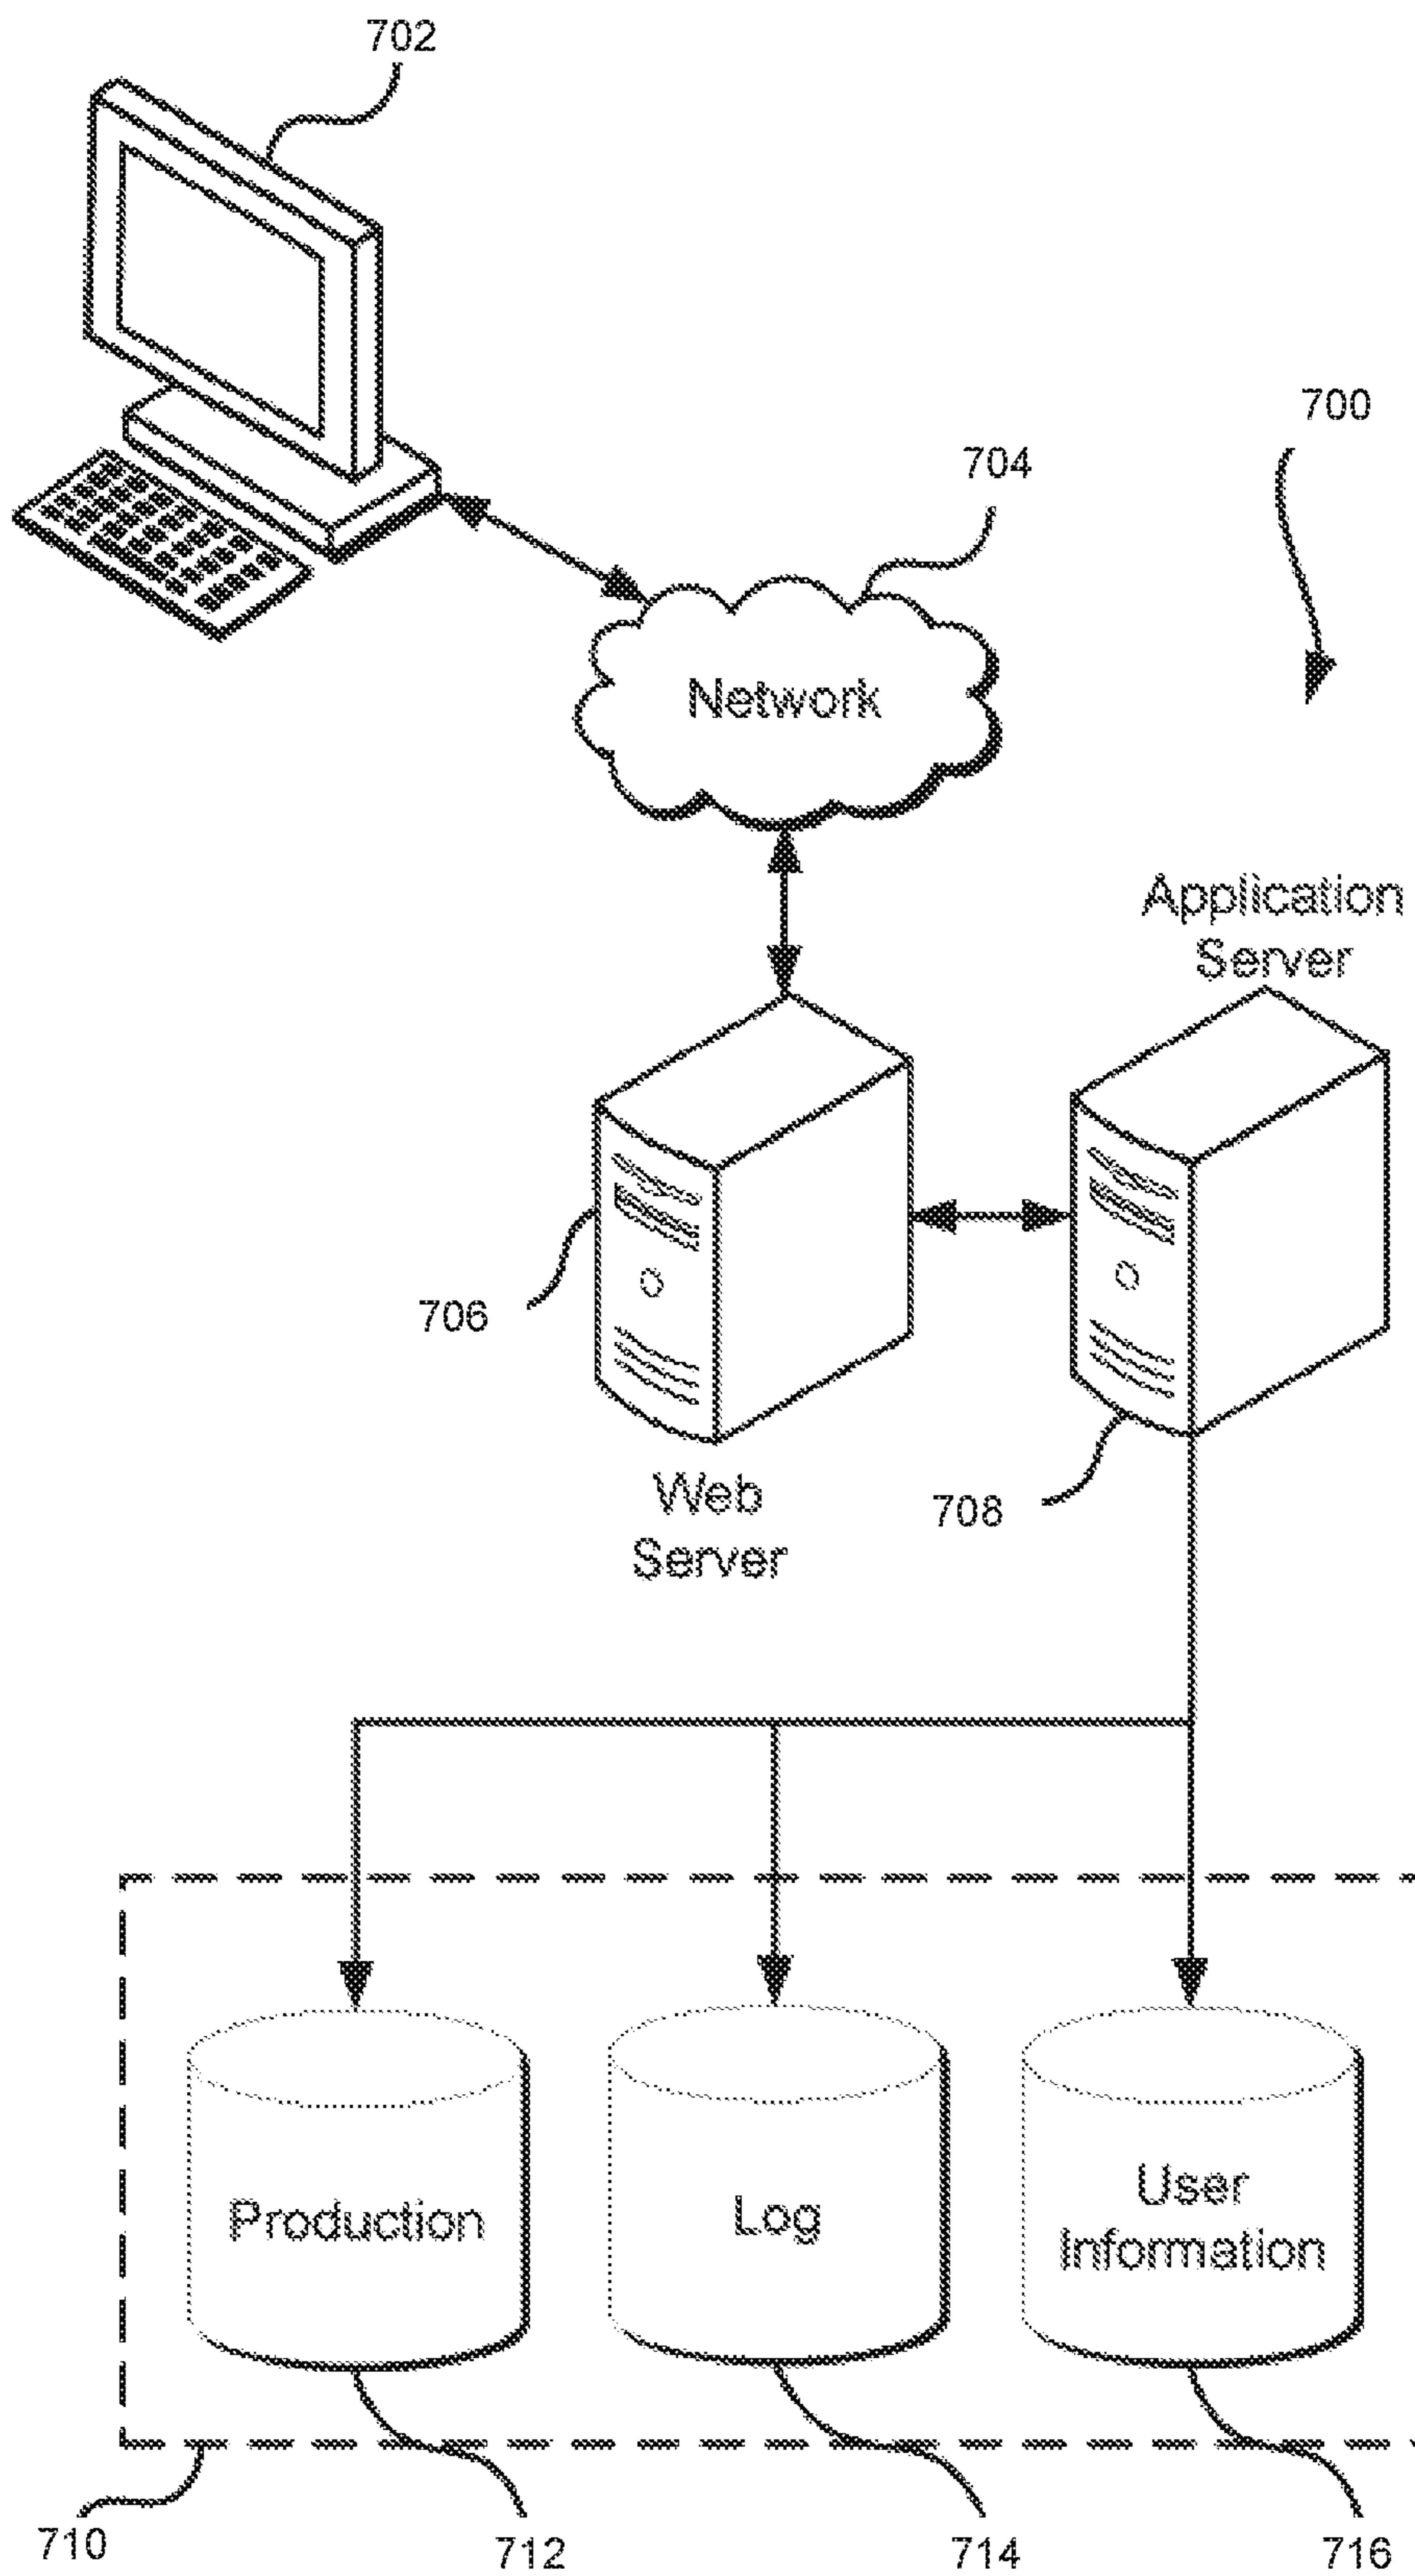 702
700
704
Network
Application
Server
706
Web
Server
708
Production
Log
User
Information
710
712
714
716